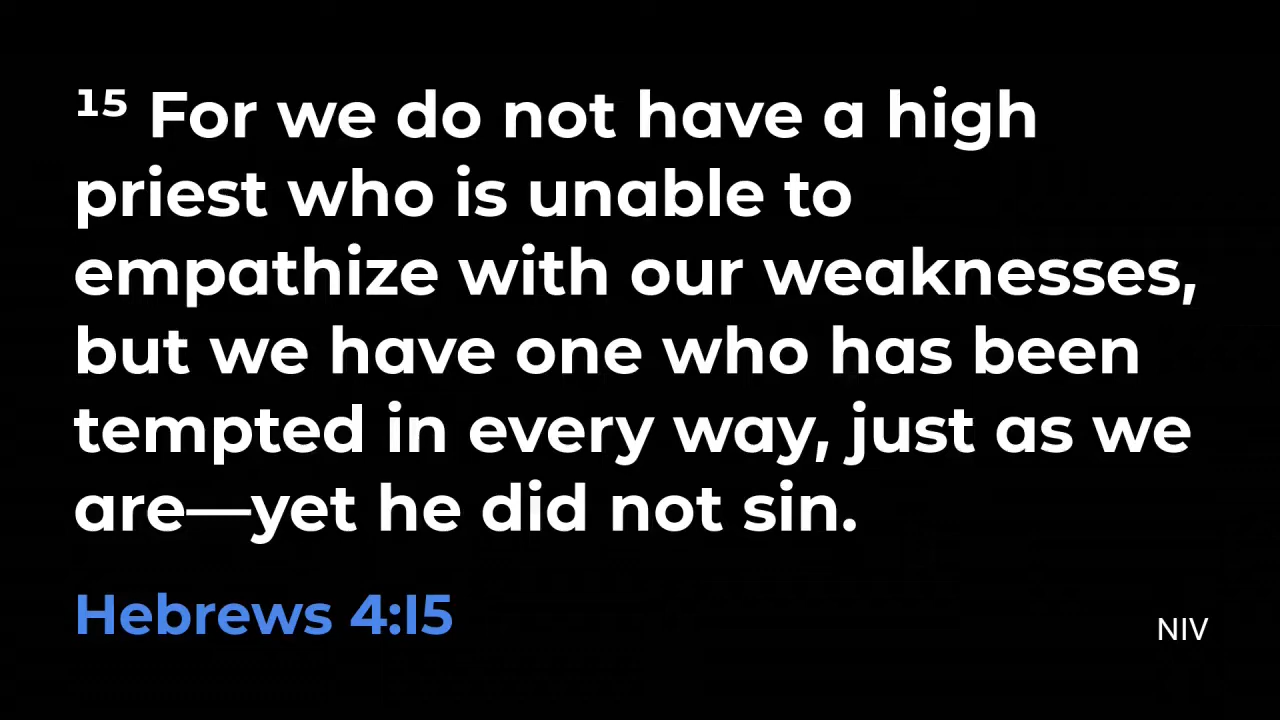 ¹⁵ For we do not have a high
priest who is unable to
empathize with our weaknesses,
but we have one who has been
tempted in every way, just as we
are—yet he did not sin.
Hebrews 4:15
NIV